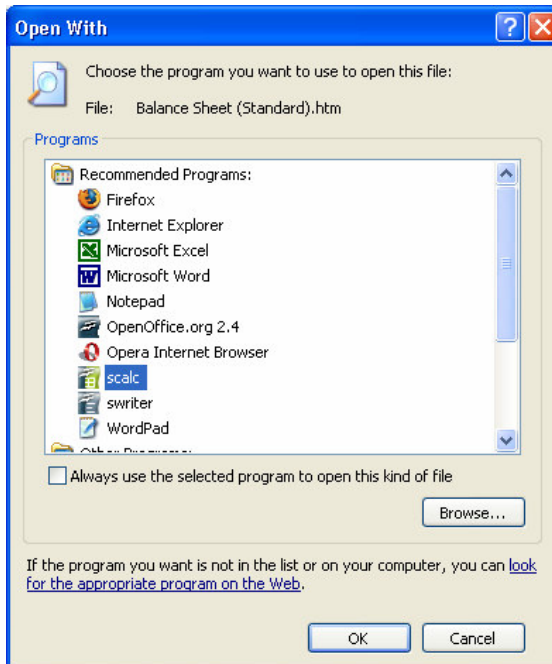 Open With
Choose the program you want to use to open this file:
File: Balance Sheet (Standard).htm
Programs
Recommended Programs:
Firefox
Internet Explorer
Microsoft Excel
Microsoft Word
Notepad
OpenOffice.org 2.4
Opera Internet Browser
scalc
swriter
WordPad
Other Programs:
Always use the selected program to open this kind of file
Browse...
If the program you want is not in the list or on your computer, you can look
for the appropriate program on the Web.
OK Cancel